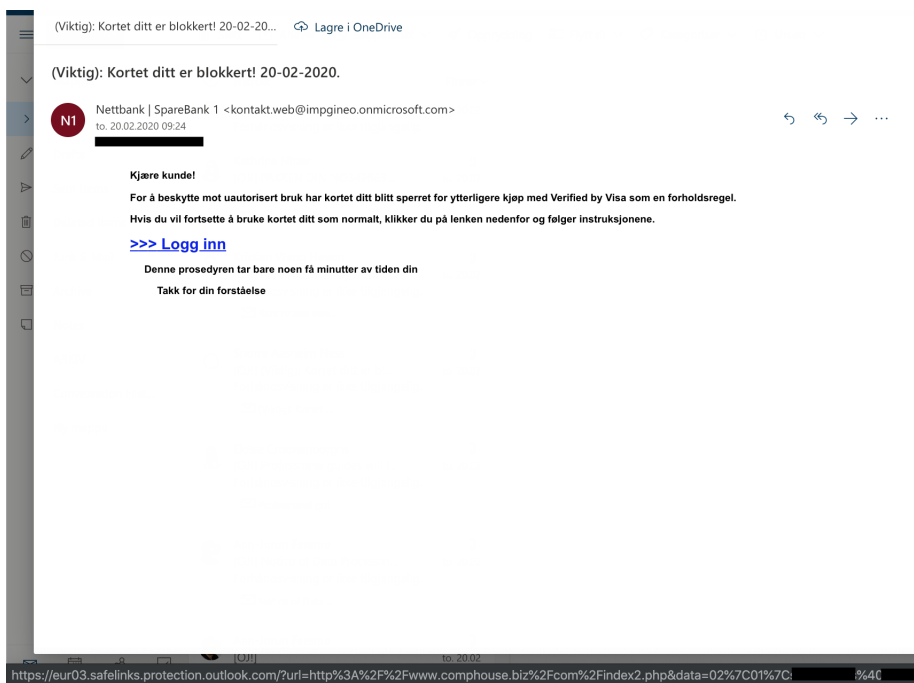 (Viktig): Kortet ditt er blokkert! 20-02-20... Lagre i OneDrive
(Viktig): Kortet ditt er blokkert! 20-02-2020.
N1
Nettbank | SpareBank 1 <kontakt.web@impgineo.onmicrosoft.com>
to. 20.02.2020 09:24
Kjære kunde!
For å beskytte mot uautorisert bruk har kortet ditt blitt sperret for ytterligere kjøp med Verified by Visa som en forholdsregel.
Hvis du vil fortsette å bruke kortet ditt som normalt, klikker du på lenken nedenfor og følger instruksjonene.
>>> Logg inn
Denne prosedyren tar bare noen få minutter av tiden din
Takk for din forståelse
to. 20.02
https://eur03.safelinks.protection.outlook.com/?url=http%3A%2F%2Fwww.comphouse.biz%2Fcom%2Findex2.php&data=02%7C01%7C .%40